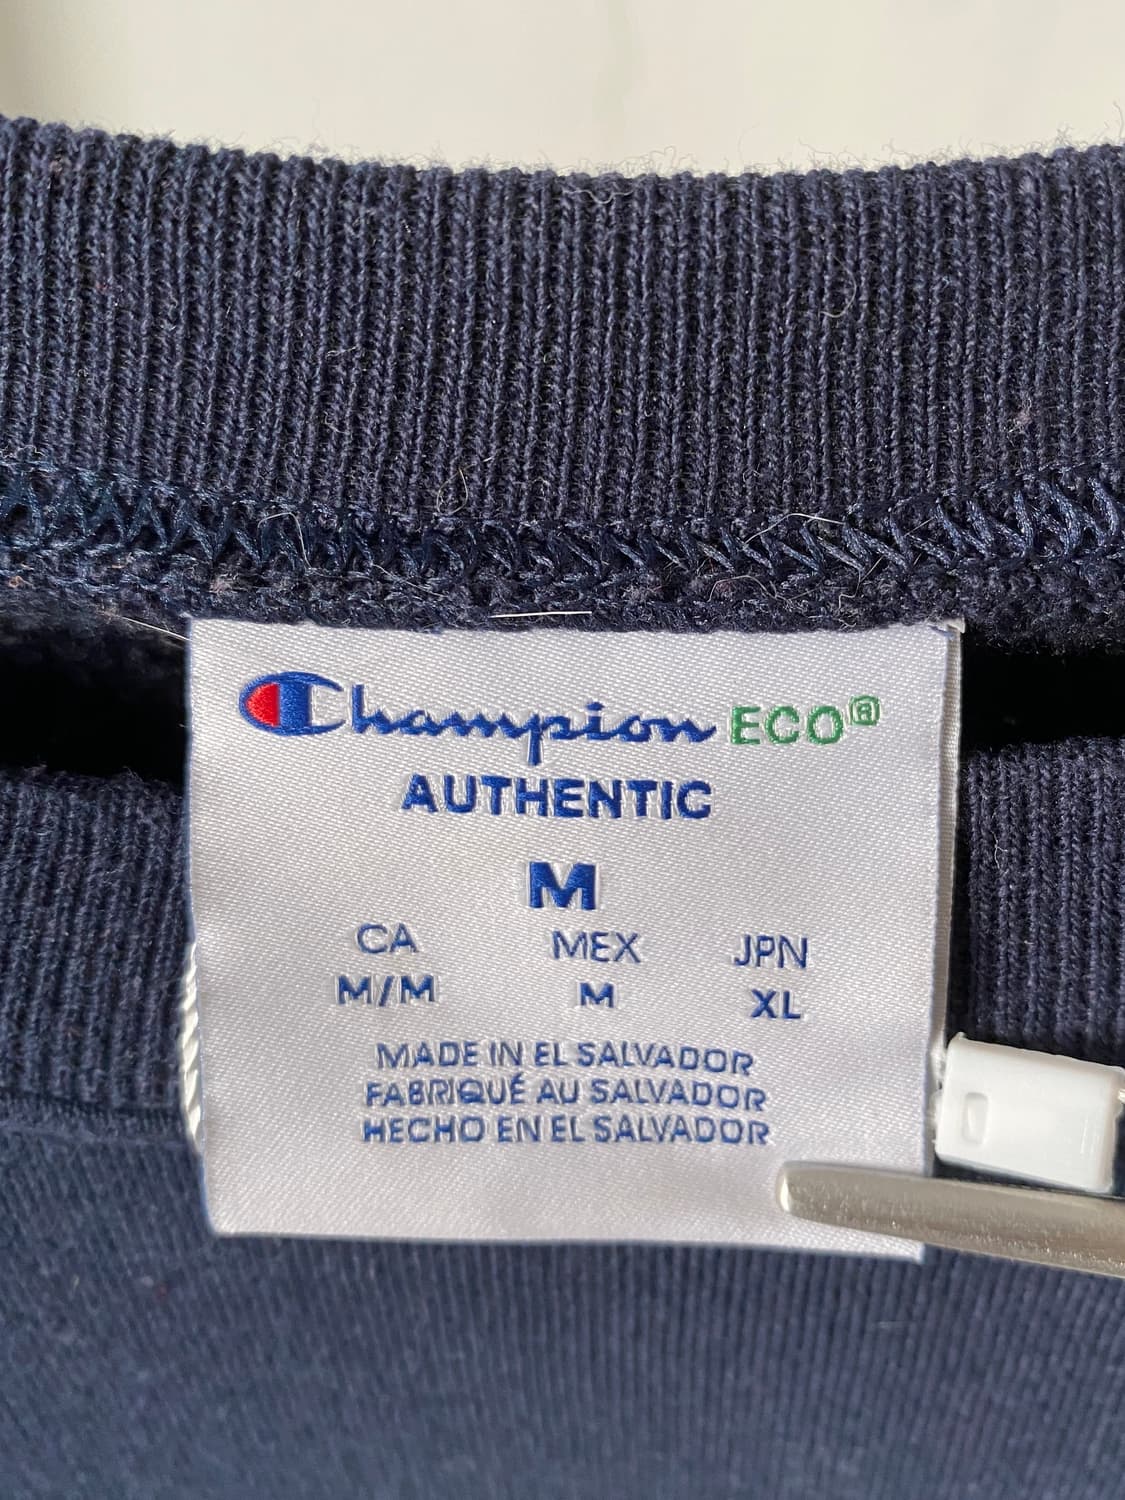 Champion ECO®
AUTHENTIC
M
CA MEX JPN
M/M M XL
MADE IN EL SALVADOR
FABRIQUÉ AU SALVADOR
HECHO EN EL SALVADOR